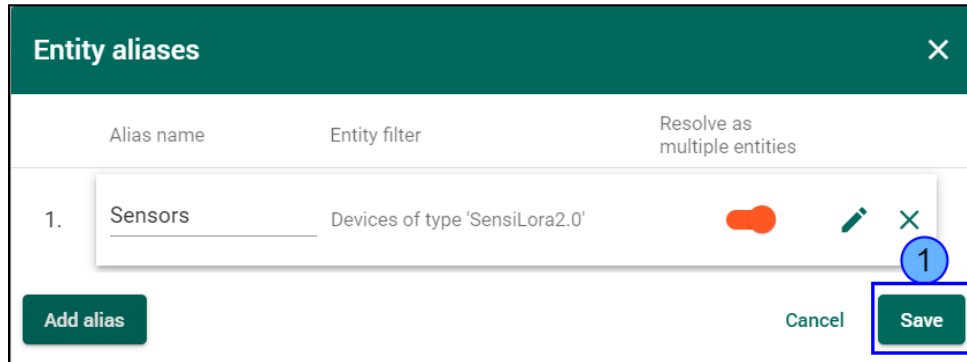 Entity aliases
Alias name Entity filter Resolve as
multiple entities
1. Sensors Devices of type 'SensiLora2.0'
1
Add alias Cancel Save